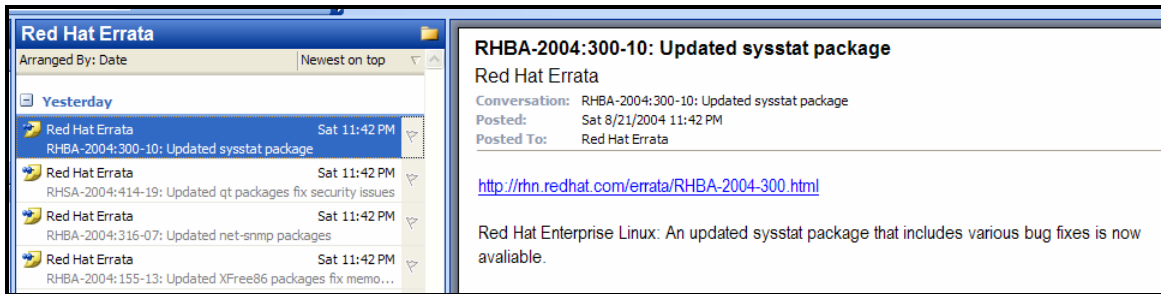 Red Hat Errata
Arranged By: Date Newest on top
Yesterday
Red Hat Errata Sat 11:42 PM
RHBA-2004:300-10: Updated sysstat package
Red Hat Errata Sat 11:42 PM
RHSA-2004:414-19: Updated qt packages fix security issues
Red Hat Errata Sat 11:42 PM
RHBA-2004:316-07: Updated net-snmp packages
Red Hat Errata Sat 11:42 PM
RHBA-2004:155-13: Updated XFree86 packages fix memo...
RHBA-2004:300-10: Updated sysstat package
Red Hat Errata
Conversation: RHBA-2004:300-10: Updated sysstat package
Posted: Sat 8/21/2004 11:42 PM
Posted To: Red Hat Errata
http://rhn.redhat.com/errata/RHBA-2004-300.html
Red Hat Enterprise Linux: An updated sysstat package that includes various bug fixes is now
avaliable.